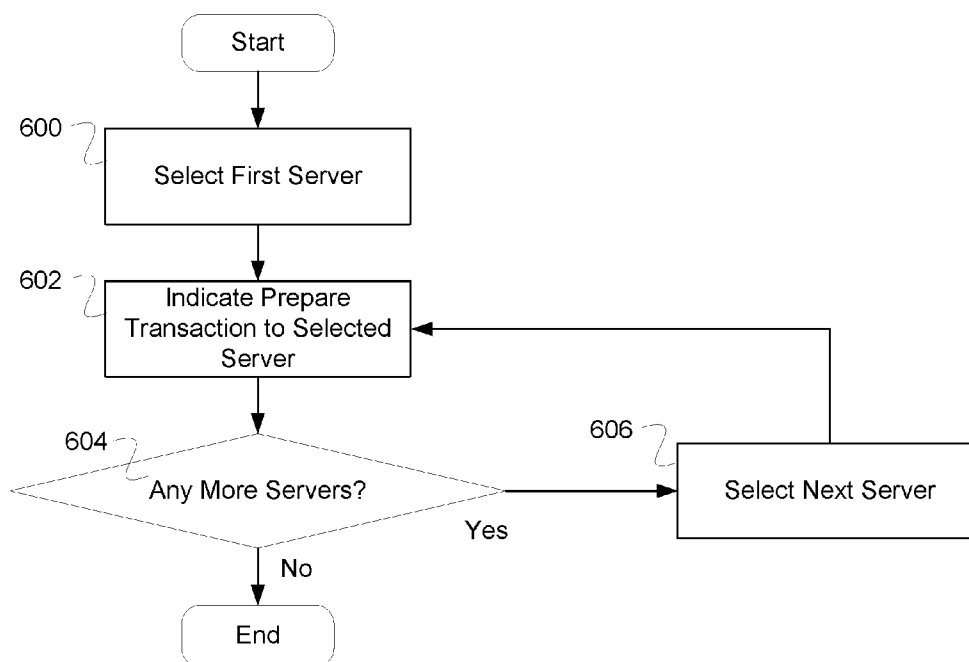 Start
600
Select First Server
602
Indicate Prepare
Transaction to Selected
Server
604
Any More Servers?
606
Select Next Server
Yes
No
End